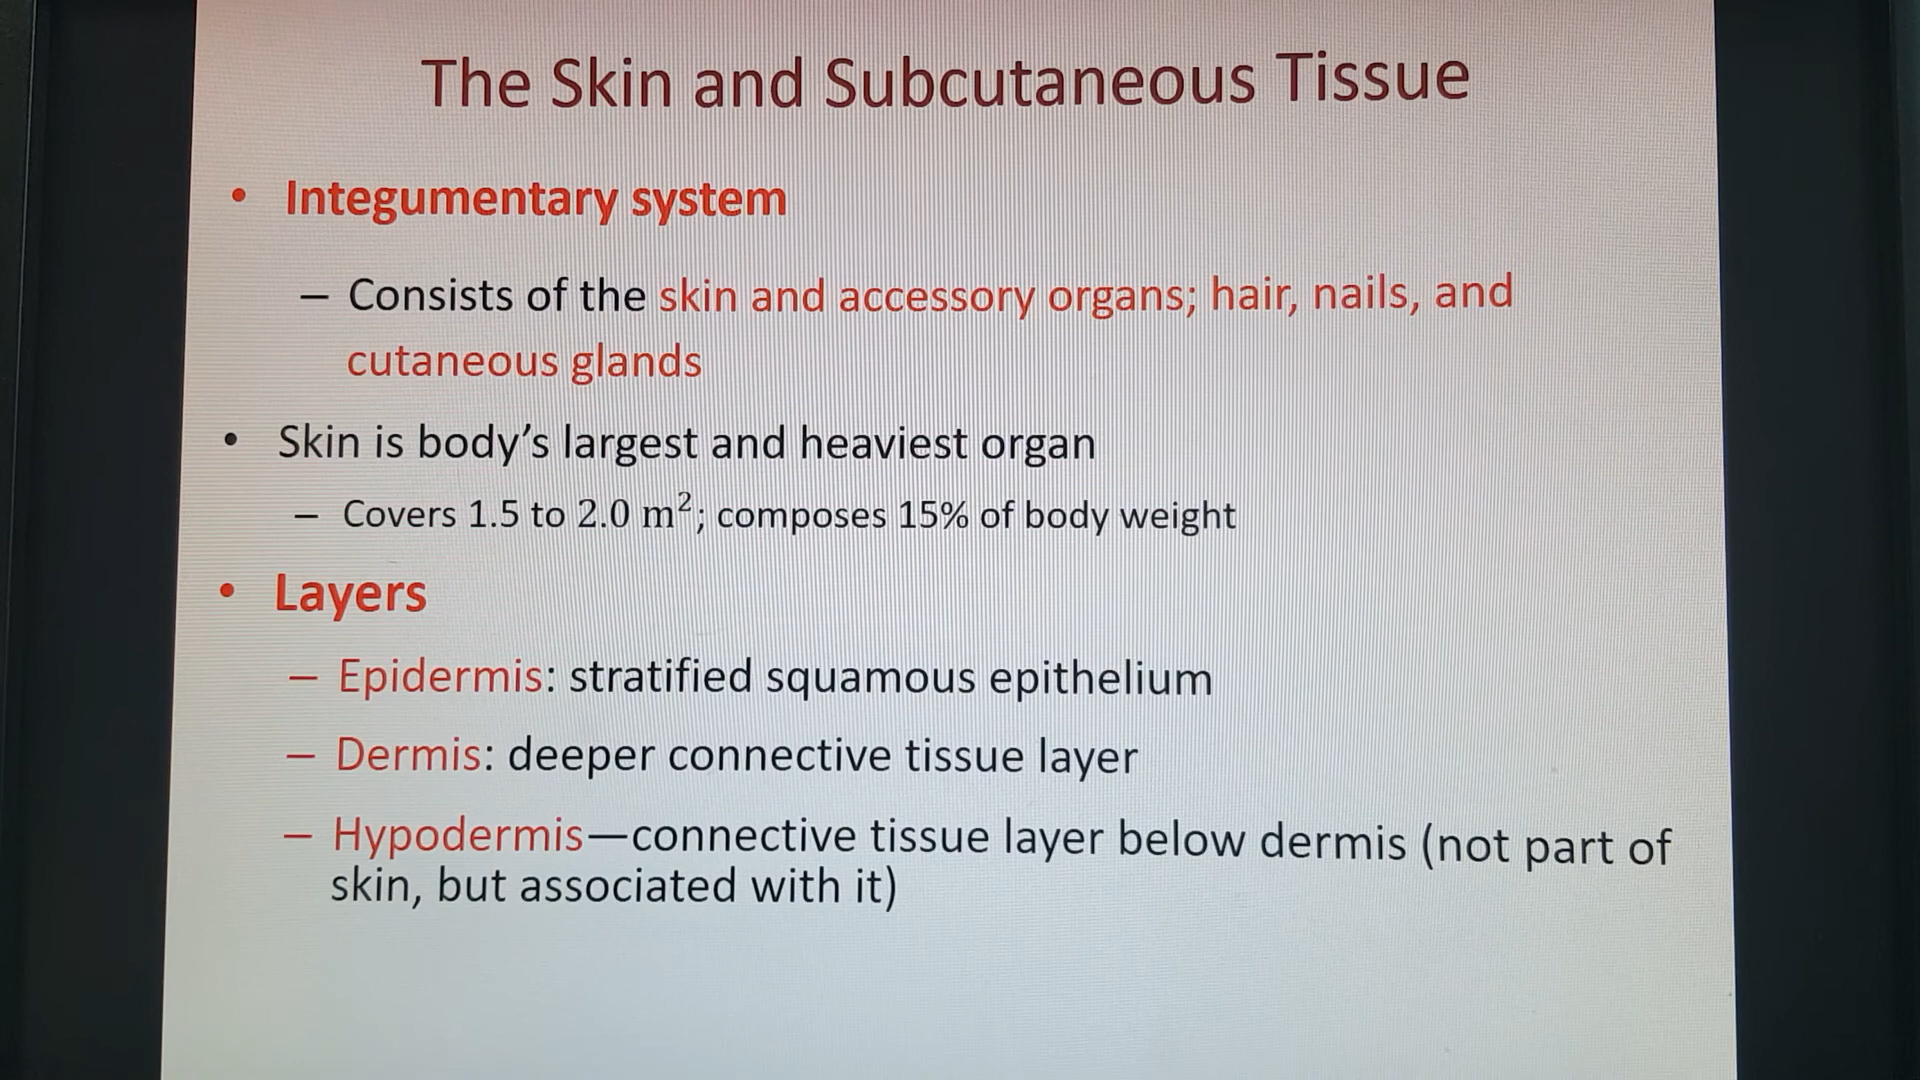 The Skin and Subcutaneous Tissue
• Integumentary system
– Consists of the skin and accessory organs; hair, nails, and
cutaneous glands
• Skin is body’s largest and heaviest organ
– Covers 1.5 to 2.0 m²; composes 15% of body weight
• Layers
– Epidermis: stratified squamous epithelium
– Dermis: deeper connective tissue layer
– Hypodermis—connective tissue layer below dermis (not part of
skin, but associated with it)